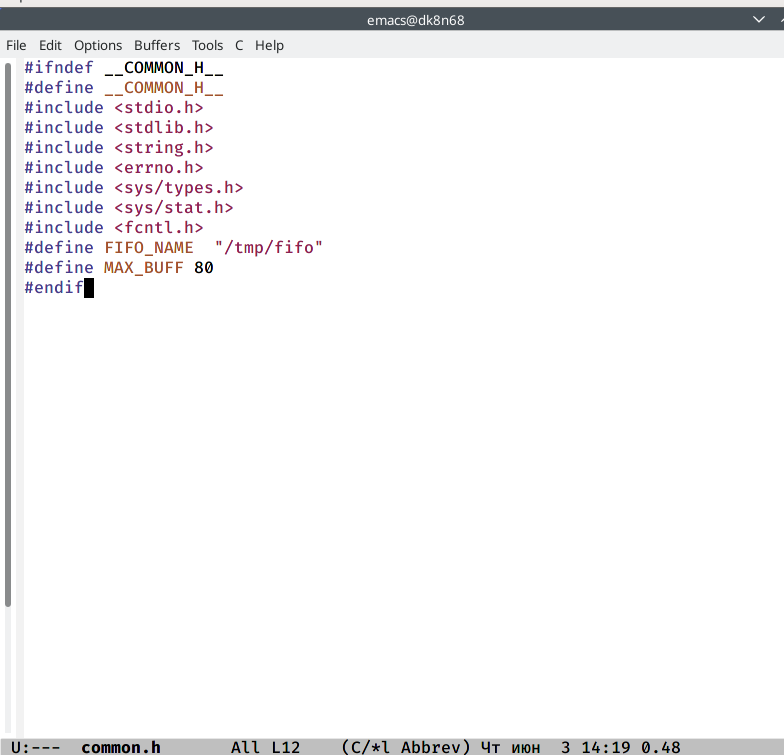 emacs@dk8n68
File Edit Options Buffers Tools C Help
#ifndef __COMMON_H__
#define __COMMON_H__
#include <stdio.h>
#include <stdlib.h>
#include <string.h>
#include <errno.h>
#include <sys/types.h>
#include <sys/stat.h>
#include <fcntl.h>
#define FIFO_NAME  "/tmp/fifo"
#define MAX_BUFF 80
#endif
U:---  common.h       All L12    (C/*l Abbrev) Чт июн  3 14:19 0.48